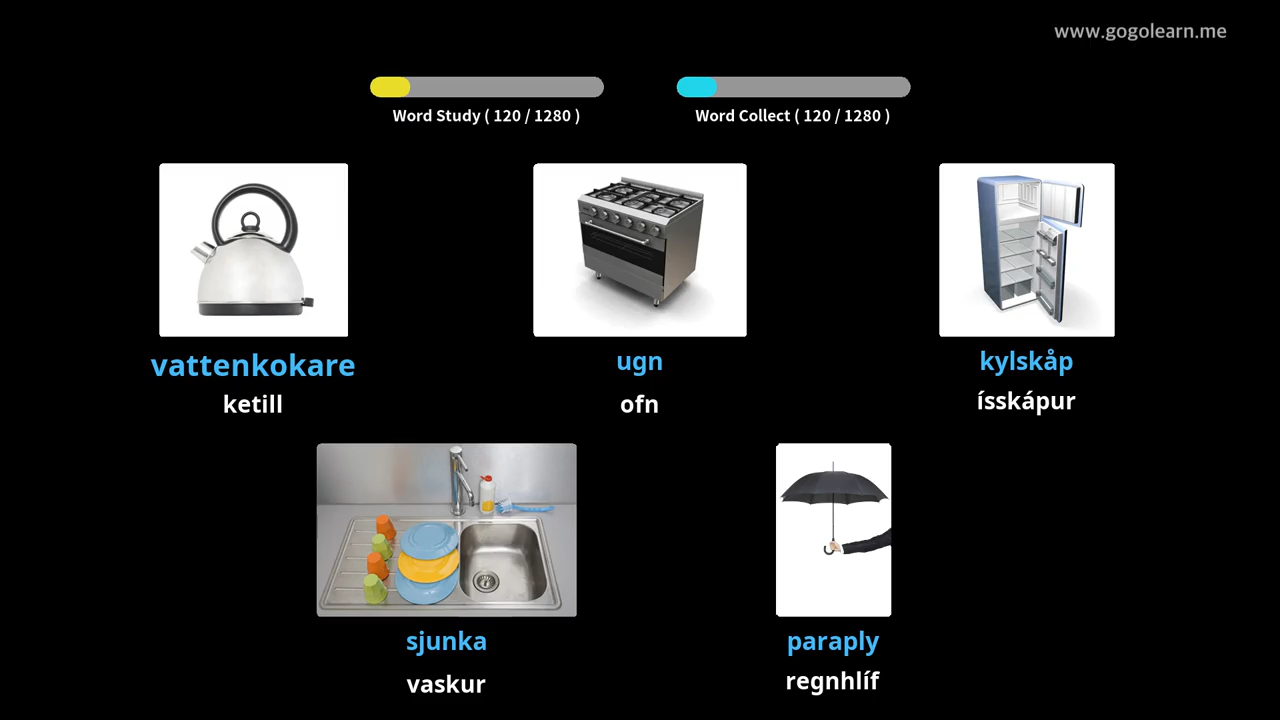 www.gogolearn.me
Word Study ( 120 / 1280 )
Word Collect ( 120 / 1280 )
vattenkokare
ketill
ugn
ofn
kylskåp
ísskápur
sjunka
vaskur
paraply
regnhlíf